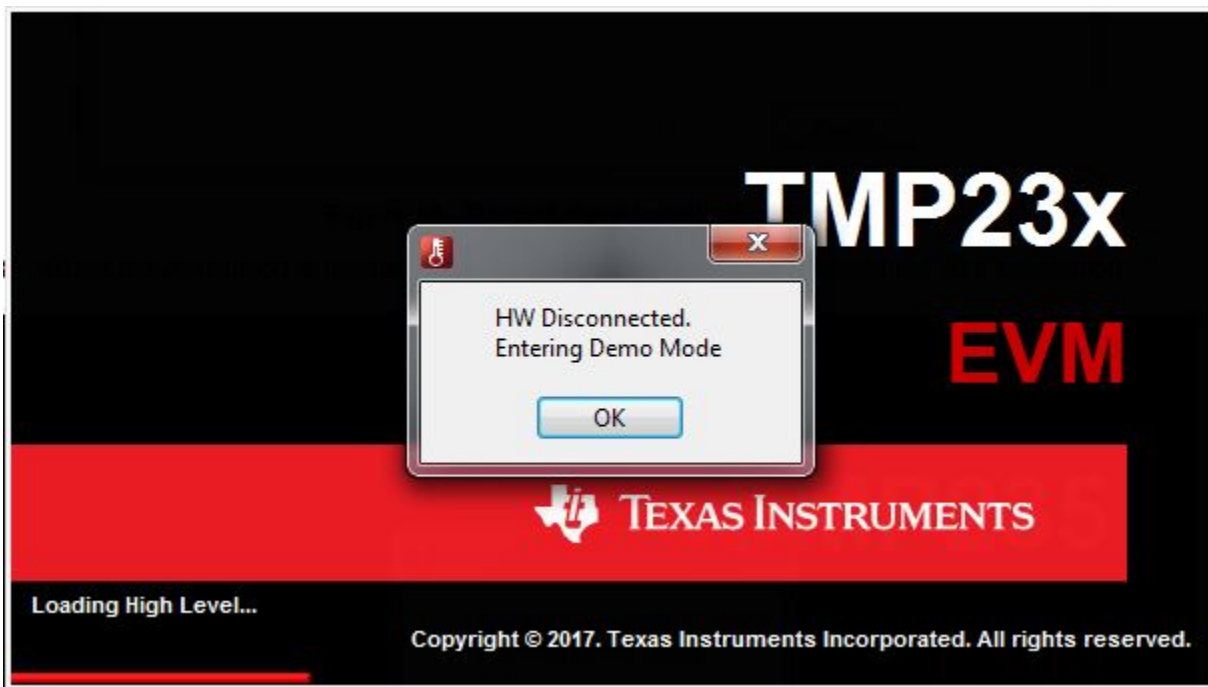 TMP23x
HW Disconnected.
Entering Demo Mode
EVM
OK
TEXAS INSTRUMENTS
Loading High Level...
Copyright © 2017. Texas Instruments Incorporated. All rights reserved.